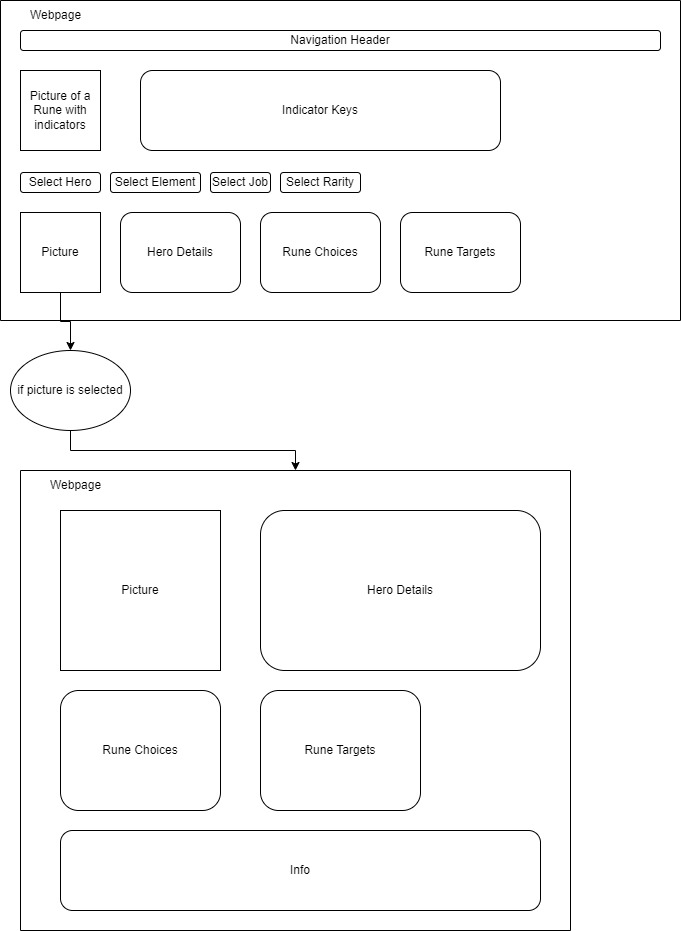 Webpage
Navigation Header
Picture of a
Rune with
indicators
Indicator Keys
Select Hero
Select Element
Select Job
Select Rarity
Picture
Hero Details
Rune Choices
Rune Targets
if picture is selected
Webpage
Picture
Hero Details
Rune Choices
Rune Targets
Info